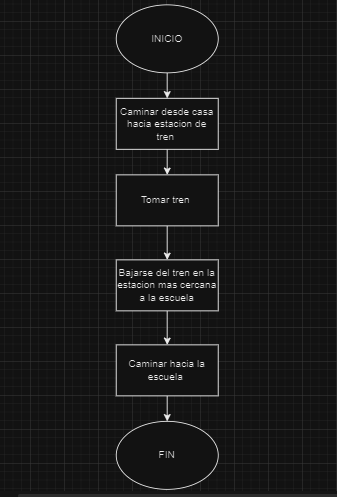 INICIO
Caminar desde casa
hacia estacion de
tren
Tomar tren
Bajarse del tren en la
estacion mas cercana
a la escuela
Caminar hacia la
escuela
FIN